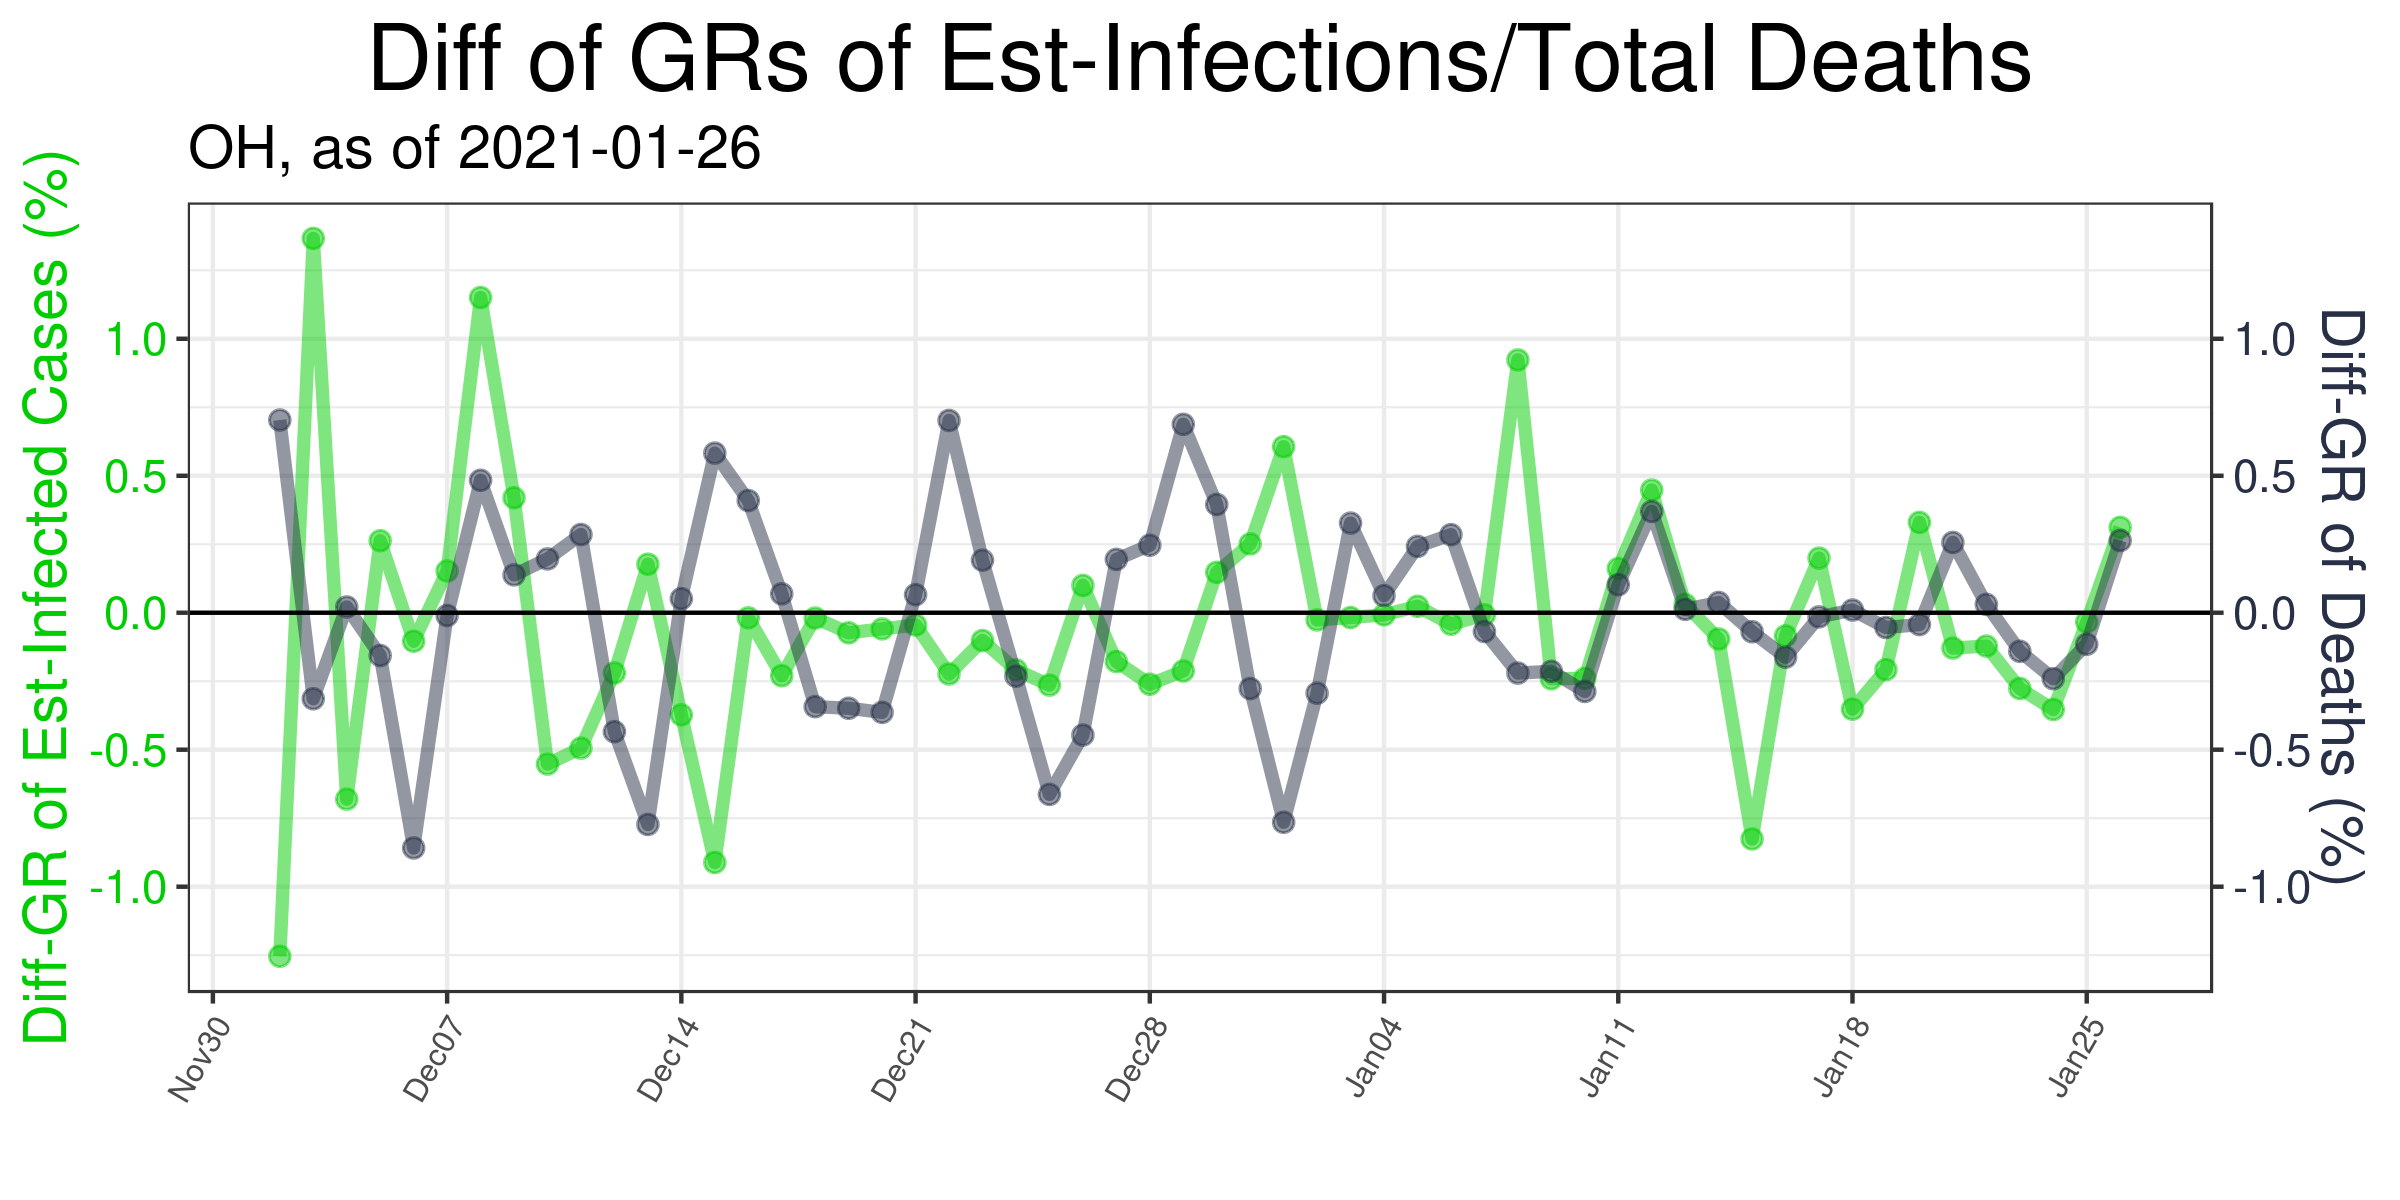 Diff of GRs of Est-Infections/Total Deaths
OH, as of 2021-01-26
Diff-GR of Est-Infected Cases (%)
1.0
0.5
0.0
-0.5
-1.0
1.0
0.5
0.0
-0.5
-1.0
Diff-GR of Deaths (%)
Nov30
Dec07
Dec14
Dec21
Dec28
Jan04
Jan11
Jan18
Jan25